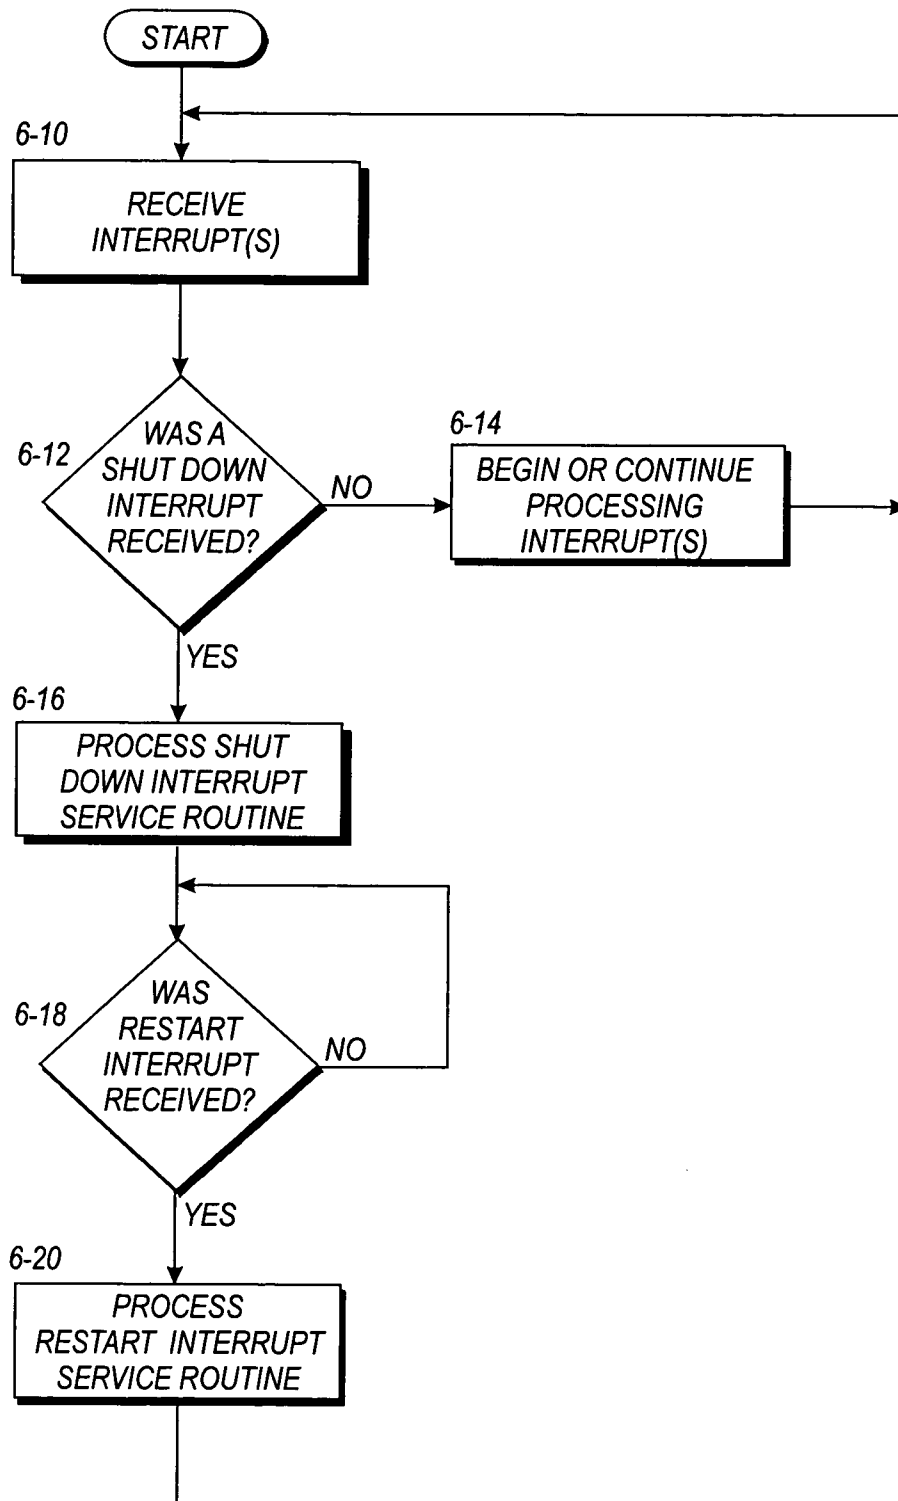 START
6-10
RECEIVE
INTERRUPT(S)
6-12
WAS A
SHUT DOWN
INTERRUPT
RECEIVED?
NO
6-14
BEGIN OR CONTINUE
PROCESSING
INTERRUPT(S)
YES
6-16
PROCESS SHUT
DOWN INTERRUPT
SERVICE ROUTINE
6-18
WAS
RESTART
INTERRUPT
RECEIVED?
NO
YES
6-20
PROCESS
RESTART INTERRUPT
SERVICE ROUTINE